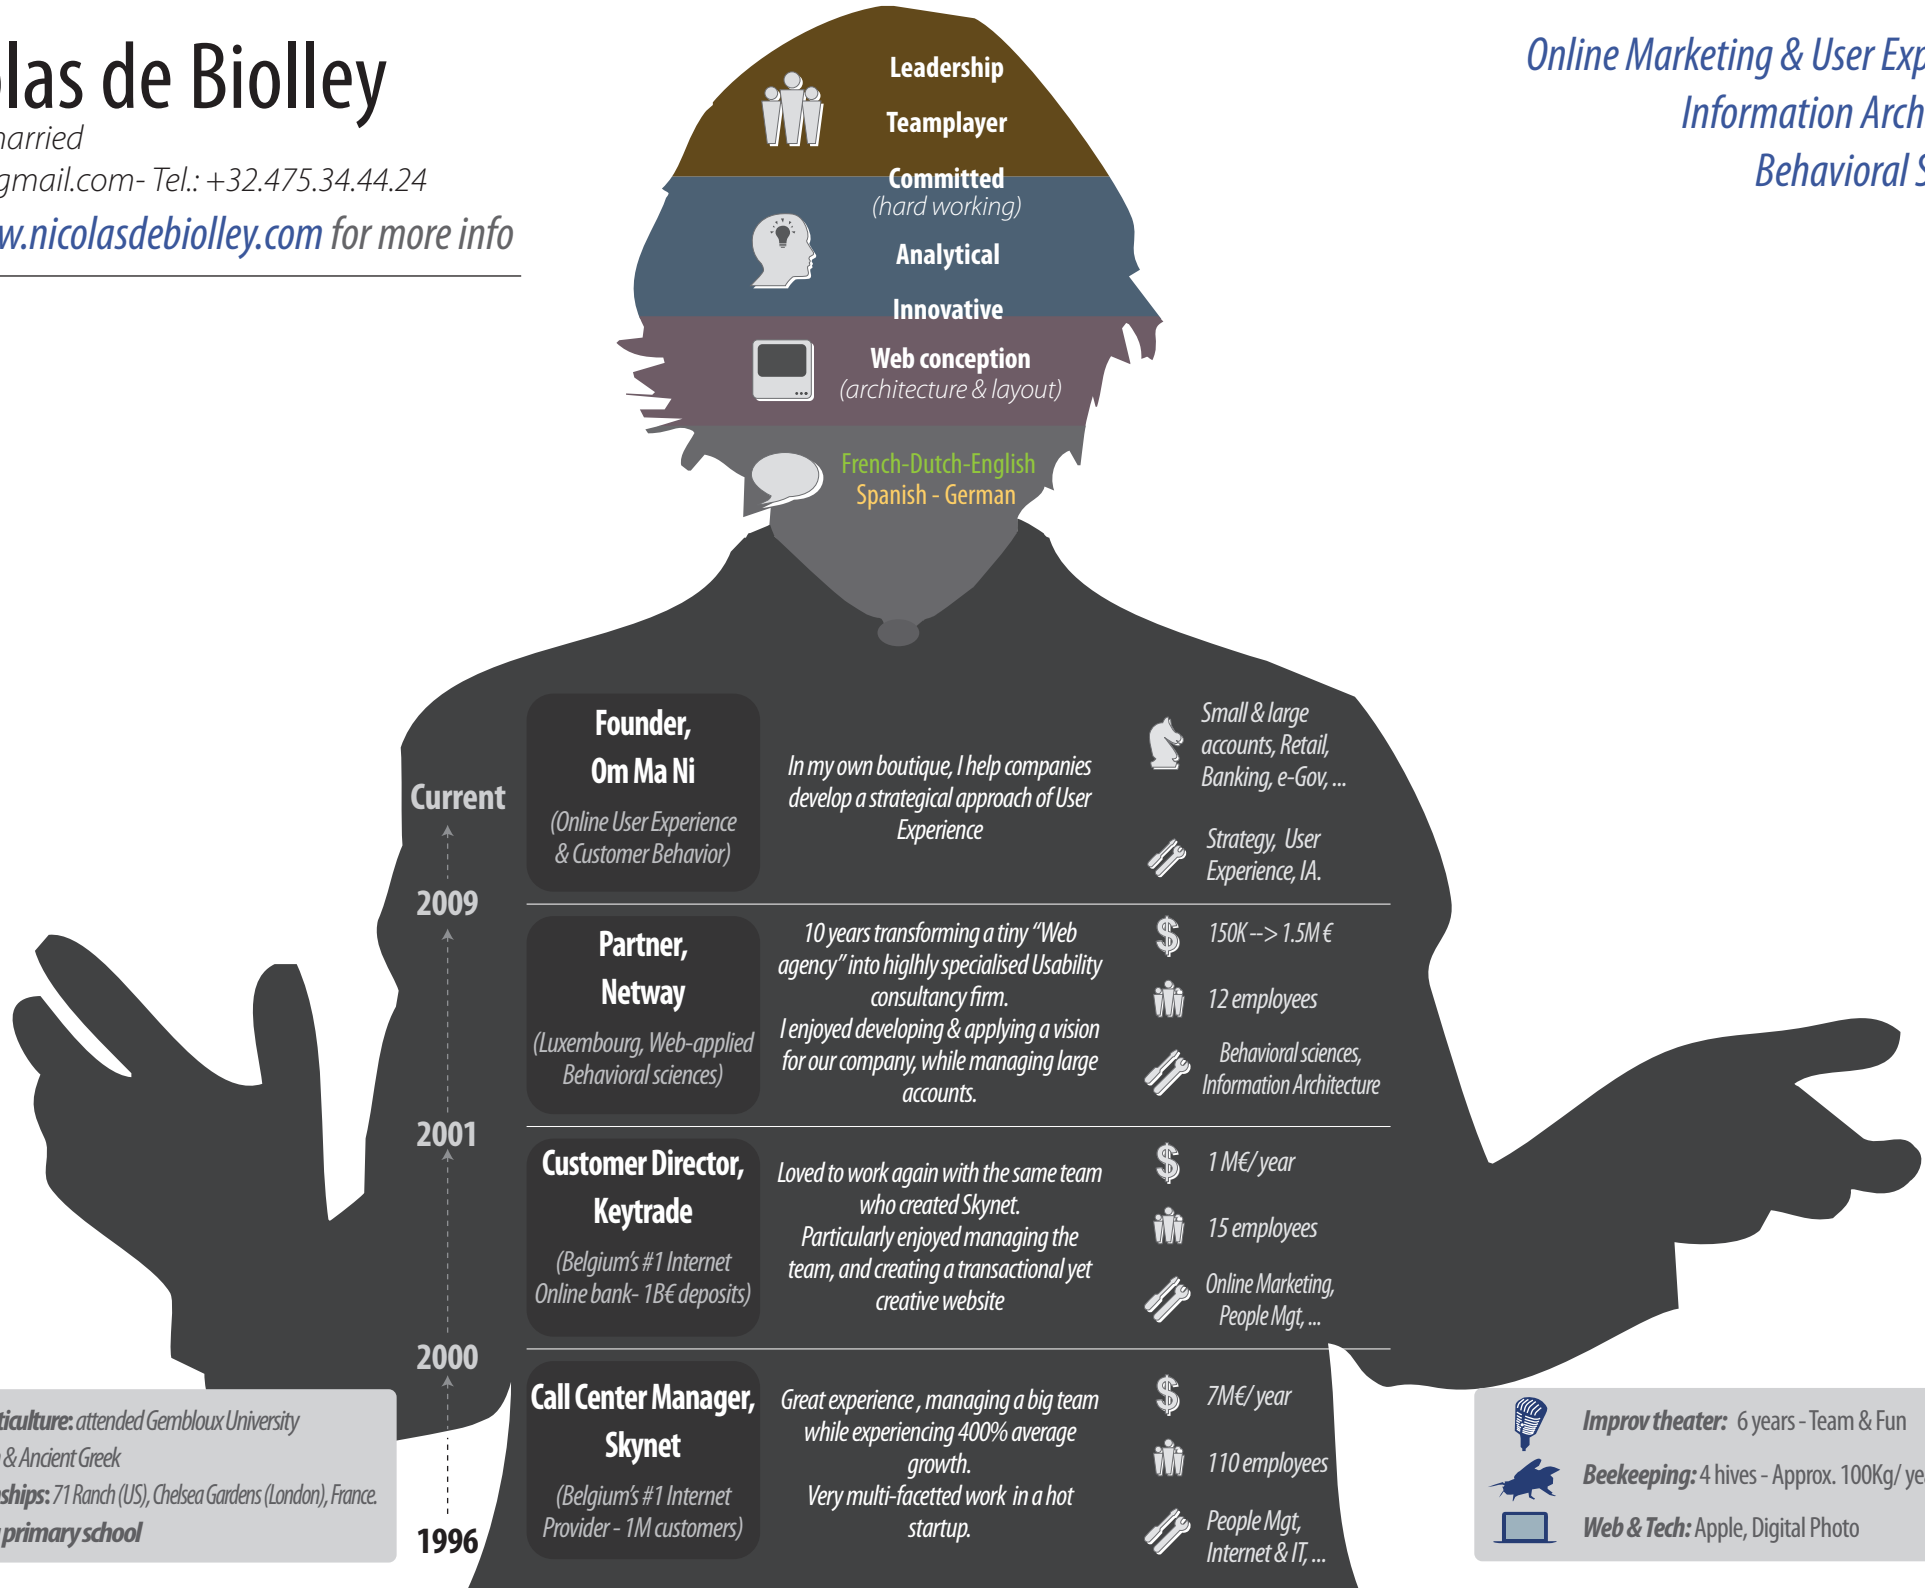 olas de Biolley
married
gmail.com- Tel.: +32.475.34.44.24
w.nicolasdebiolley.com for more info
Online Marketing & User Exp
Information Arch
Behavioral S
Leadership
Teamplayer
Committed
(hard working)
Analytical
Innovative
Web conception
(architecture & layout)
French-Dutch-English
Spanish - German
Current
Founder,
Om Ma Ni
(Online User Experience
& Customer Behavior)
In my own boutique, I help companies
develop a strategical approach of User
Experience
Small & large
accounts, Retail,
Banking, e-Gov, ...
Strategy, User
Experience, IA.
2009
Partner,
Netway
(Luxembourg, Web-applied
Behavioral sciences)
10 years transforming a tiny “Web
agency” into higlhly specialised Usability
consultancy firm.
I enjoyed developing & applying a vision
for our company, while managing large
accounts.
$ 150K --> 1.5M €
12 employees
Behavioral sciences,
Information Architecture
2001
Customer Director,
Keytrade
(Belgium's #1 Internet
Online bank- 1B€ deposits)
Loved to work again with the same team
who created Skynet.
Particularly enjoyed managing the
team, and creating a transactional yet
creative website
$ 1 M€/ year
15 employees
Online Marketing,
People Mgt, ...
2000
Call Center Manager,
Skynet
(Belgium's #1 Internet
Provider - 1M customers)
Great experience , managing a big team
while experiencing 400% average
growth.
Very multi-facetted work in a hot
startup.
$ 7M€/ year
110 employees
People Mgt,
Internet & IT, ...
1996
ticulture: attended Gembloux University
& Ancient Greek
ships: 71 Ranch (US), Chelsea Gardens (London), France.
primary school
Improv theater: 6 years - Team & Fun
Beekeeping: 4 hives - Approx. 100Kg/ ye
Web & Tech: Apple, Digital Photo